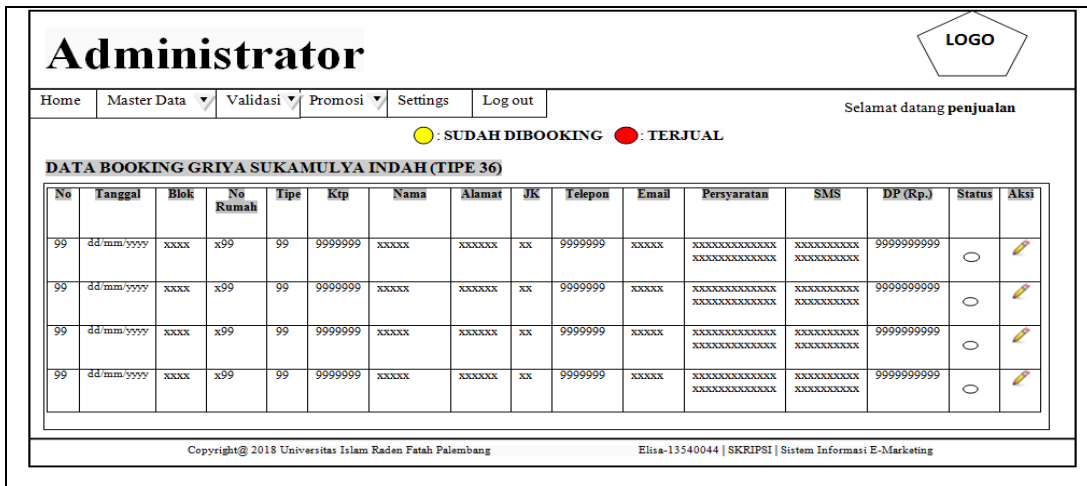 Administrator
LOGO
Home Master Data Validasi Promosi Settings Log out
Selamat datang penjualan
: SUDAH DIBOOKING : TERJUAL
DATA BOOKING GRIYA SUKAMULYA INDAH (TIPE 36)
No Tanggal Blok No Rumah Tipe Ktp Nama Alamat JK Telepon Email Persyaratan SMS DP (Rp.) Status Aksi
99 dd/mm/yyyy xxxx x99 99 9999999 xxxxx xxxxxx xx 9999999 xxxxx xxxxxxxxxxxxx xxxxxxxxxx 9999999999
xxxxxxxxxxxxx xxxxxxxxxx
99 dd/mm/yyyy xxxx x99 99 9999999 xxxxx xxxxxx xx 9999999 xxxxx xxxxxxxxxxxxx xxxxxxxxxx 9999999999
xxxxxxxxxxxxx xxxxxxxxxx
99 dd/mm/yyyy xxxx x99 99 9999999 xxxxx xxxxxx xx 9999999 xxxxx xxxxxxxxxxxxx xxxxxxxxxx 9999999999
xxxxxxxxxxxxx xxxxxxxxxx
99 dd/mm/yyyy xxxx x99 99 9999999 xxxxx xxxxxx xx 9999999 xxxxx xxxxxxxxxxxxx xxxxxxxxxx 9999999999
xxxxxxxxxxxxx xxxxxxxxxx
Copyright@ 2018 Universitas Islam Raden Fatah Palembang Elisa-13540044 | SKRIPSI | Sistem Informasi E-Marketing